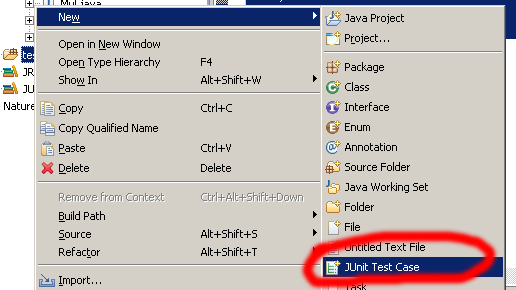 MuLjava
te
JR
JU
Nature
New
Open in New Window
Open Type Hierarchy F4
Show In Alt+Shift+W
Copy Ctrl+C
Copy Qualified Name
Paste Ctrl+V
Delete Delete
Remove from Context Ctrl+Alt+Shift+Down
Build Path
Source Alt+Shift+S
Refactor Alt+Shift+T
Import...
Java Project
Project...
Package
Class
Interface
Enum
Annotation
Source Folder
Java Working Set
Folder
File
Untitled Text File
JUnit Test Case
Task